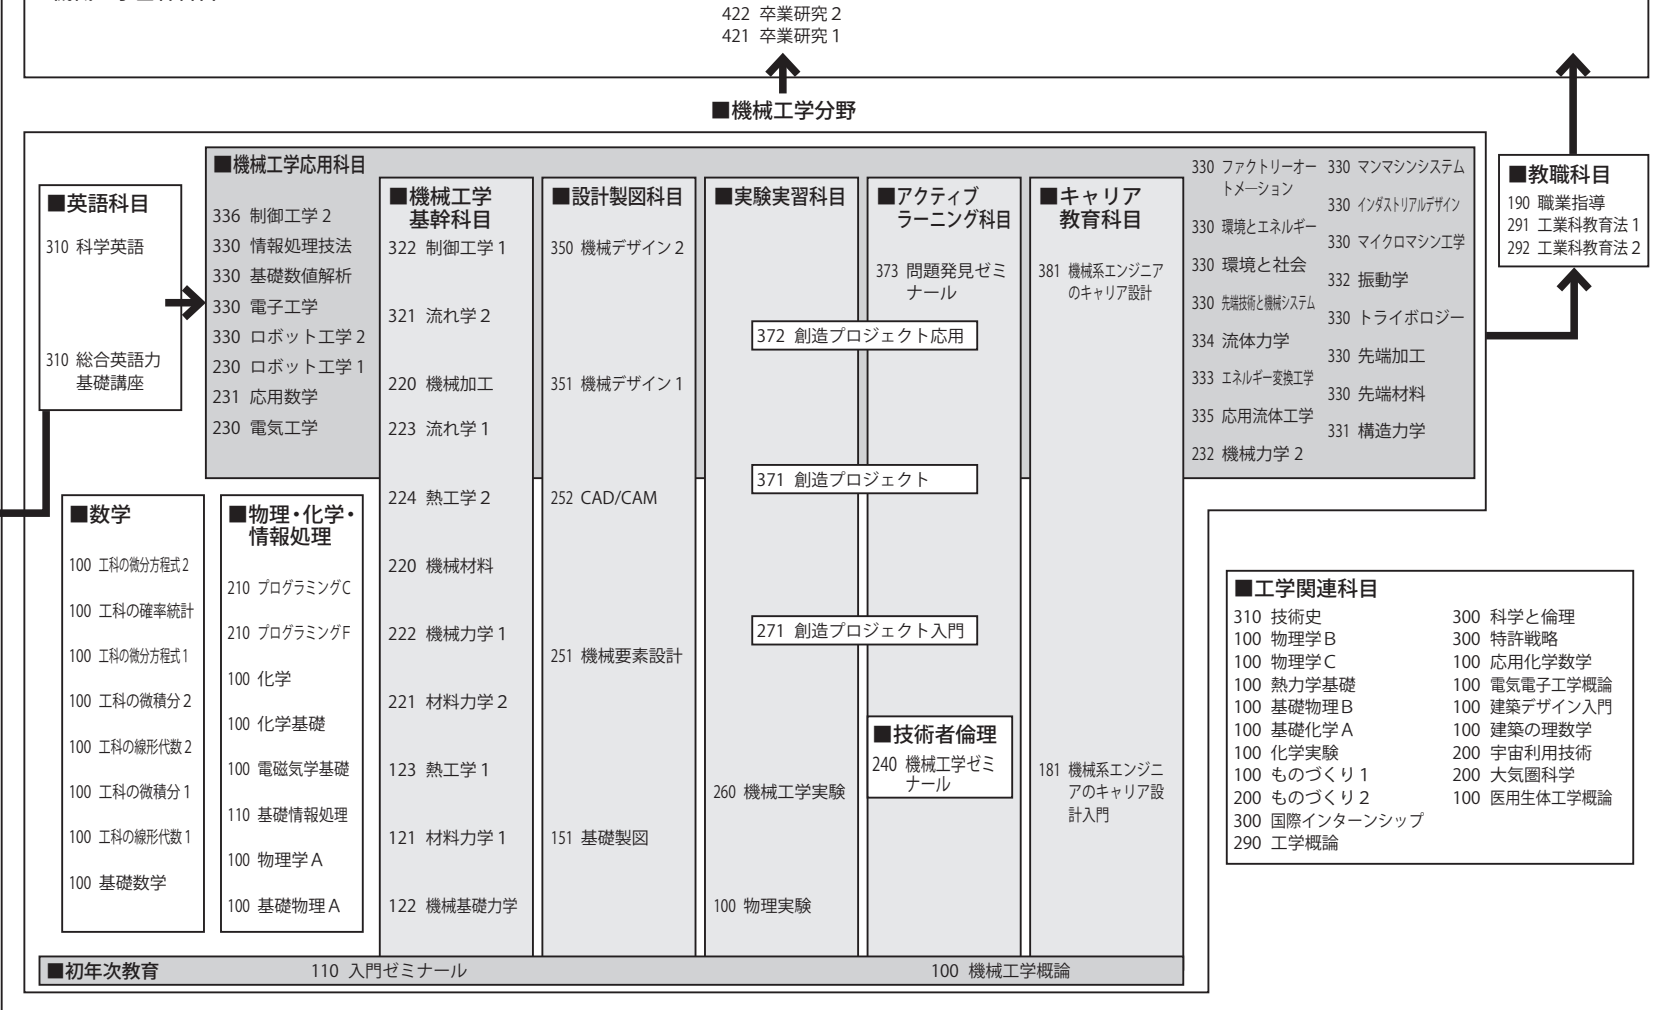 422 卒業研究2
421 卒業研究1
■機械工学分野
■英語科目
310 科学英語
310 総合英語力
基礎講座
■機械工学応用科目
336 制御工学2
330 情報処理技法
330 基礎数値解析
330 電子工学
330 ロボット工学2
230 ロボット工学1
231 応用数学
230 電気工学
■機械工学
基幹科目
322 制御工学1
321 流れ学2
220 機械加工
223 流れ学1
224 熱工学2
220 機械材料
222 機械力学1
221 材料力学2
123 熱工学1
121 材料力学1
122 機械基礎力学
■設計製図科目
350 機械デザイン2
351 機械デザイン1
252 CAD/CAM
251 機械要素設計
151 基礎製図
■実験実習科目
372 創造プロジェクト応用
371 創造プロジェクト
271 創造プロジェクト入門
260 機械工学実験
100 物理実験
■アクティブ
ラーニング科目
373 問題発見ゼミ
ナール
■技術者倫理
240 機械工学ゼミ
ナール
■キャリア
教育科目
381 機械系エンジニア
のキャリア設計
181 機械系エンジニ
アのキャリア設
計入門
330 ファクトリーオー
トメーション
330 環境とエネルギー
330 環境と社会
330 先端技術と機械システム
334 流体力学
333 エネルギー変換工学
335 応用流体工学
232 機械力学2
330 マンマシンシステム
330 インダストリアルデザイン
330 マイクロマシン工学
332 振動学
330 トライボロジー
330 先端加工
330 先端材料
331 構造力学
■教職科目
190 職業指導
291 工業科教育法1
292 工業科教育法2
■数学
100 工科の微分方程式2
100 工科の確率統計
100 工科の微分方程式1
100 工科の微積分2
100 工科の線形代数2
100 工科の微積分1
100 工科の線形代数1
100 基礎数学
■物理・化学・
情報処理
210 プログラミングC
210 プログラミングF
100 化学
100 化学基礎
100 電磁気学基礎
110 基礎情報処理
100 物理学A
100 基礎物理A
■工学関連科目
310 技術史
100 物理学B
100 物理学C
100 熱力学基礎
100 基礎物理B
100 基礎化学A
100 化学実験
100 ものづくり1
200 ものづくり2
300 国際インターンシップ
290 工学概論
300 科学と倫理
300 特許戦略
100 応用化学数学
100 電気電子工学概論
100 建築デザイン入門
100 建築の理数学
200 宇宙利用技術
200 大気圏科学
100 医用生体工学概論
■初年次教育
110 入門ゼミナール
100 機械工学概論